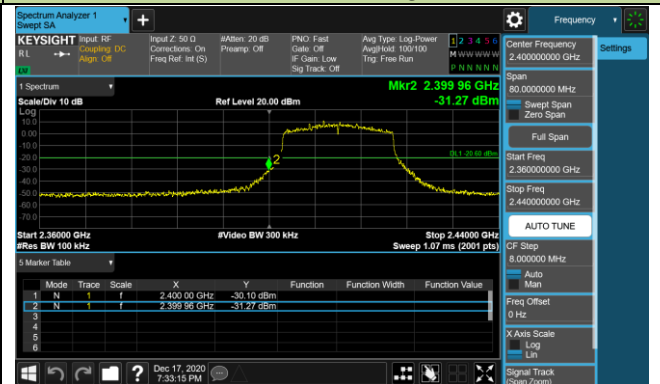 Spectrum Analyzer 1
Swept SA
+
Frequency
KEYSIGHT Input: RF
RL
Coupling: DC
Align: Off
Input Z: 50 Ω
Corrections: On
Freq Ref: Int (S)
#Atten: 20 dB
Preamp: Off
PNO: Fast
Gate: Off
IF Gain: Low
Sig Track: Off
Avg Type: Log-Power
Avg|Hold: 100/100
Trig: Free Run
1 2 3 4 5 6
M W W W W W
P N N N N N
LW
1 Spectrum
Scale/Div 10 dB
Ref Level 20.00 dBm
Mkr2 2.399 96 GHz
-31.27 dBm
Log
10.0
0.00
-10.0
-20.0
-30.0
-40.0
-50.0
-60.0
-70.0
2
DL1 -20.60 dBm
Start 2.36000 GHz
#Res BW 100 kHz
#Video BW 300 kHz
Stop 2.44000 GHz
Sweep 1.07 ms (2001 pts)
5 Marker Table
Mode Trace Scale X Y Function Function Width Function Value
1 N 1 f 2.400 00 GHz -30.10 dBm
2 N 1 f 2.399 96 GHz -31.27 dBm
3
4
5
6
Dec 17, 2020
7:33:15 PM
Center Frequency
2.400000000 GHz
Settings
Span
80.0000000 MHz
Swept Span
Zero Span
Full Span
Start Freq
2.360000000 GHz
Stop Freq
2.440000000 GHz
AUTO TUNE
CF Step
8.000000 MHz
Auto
Man
Freq Offset
0 Hz
X Axis Scale
Log
Lin
Signal Track
(Span Zoom)